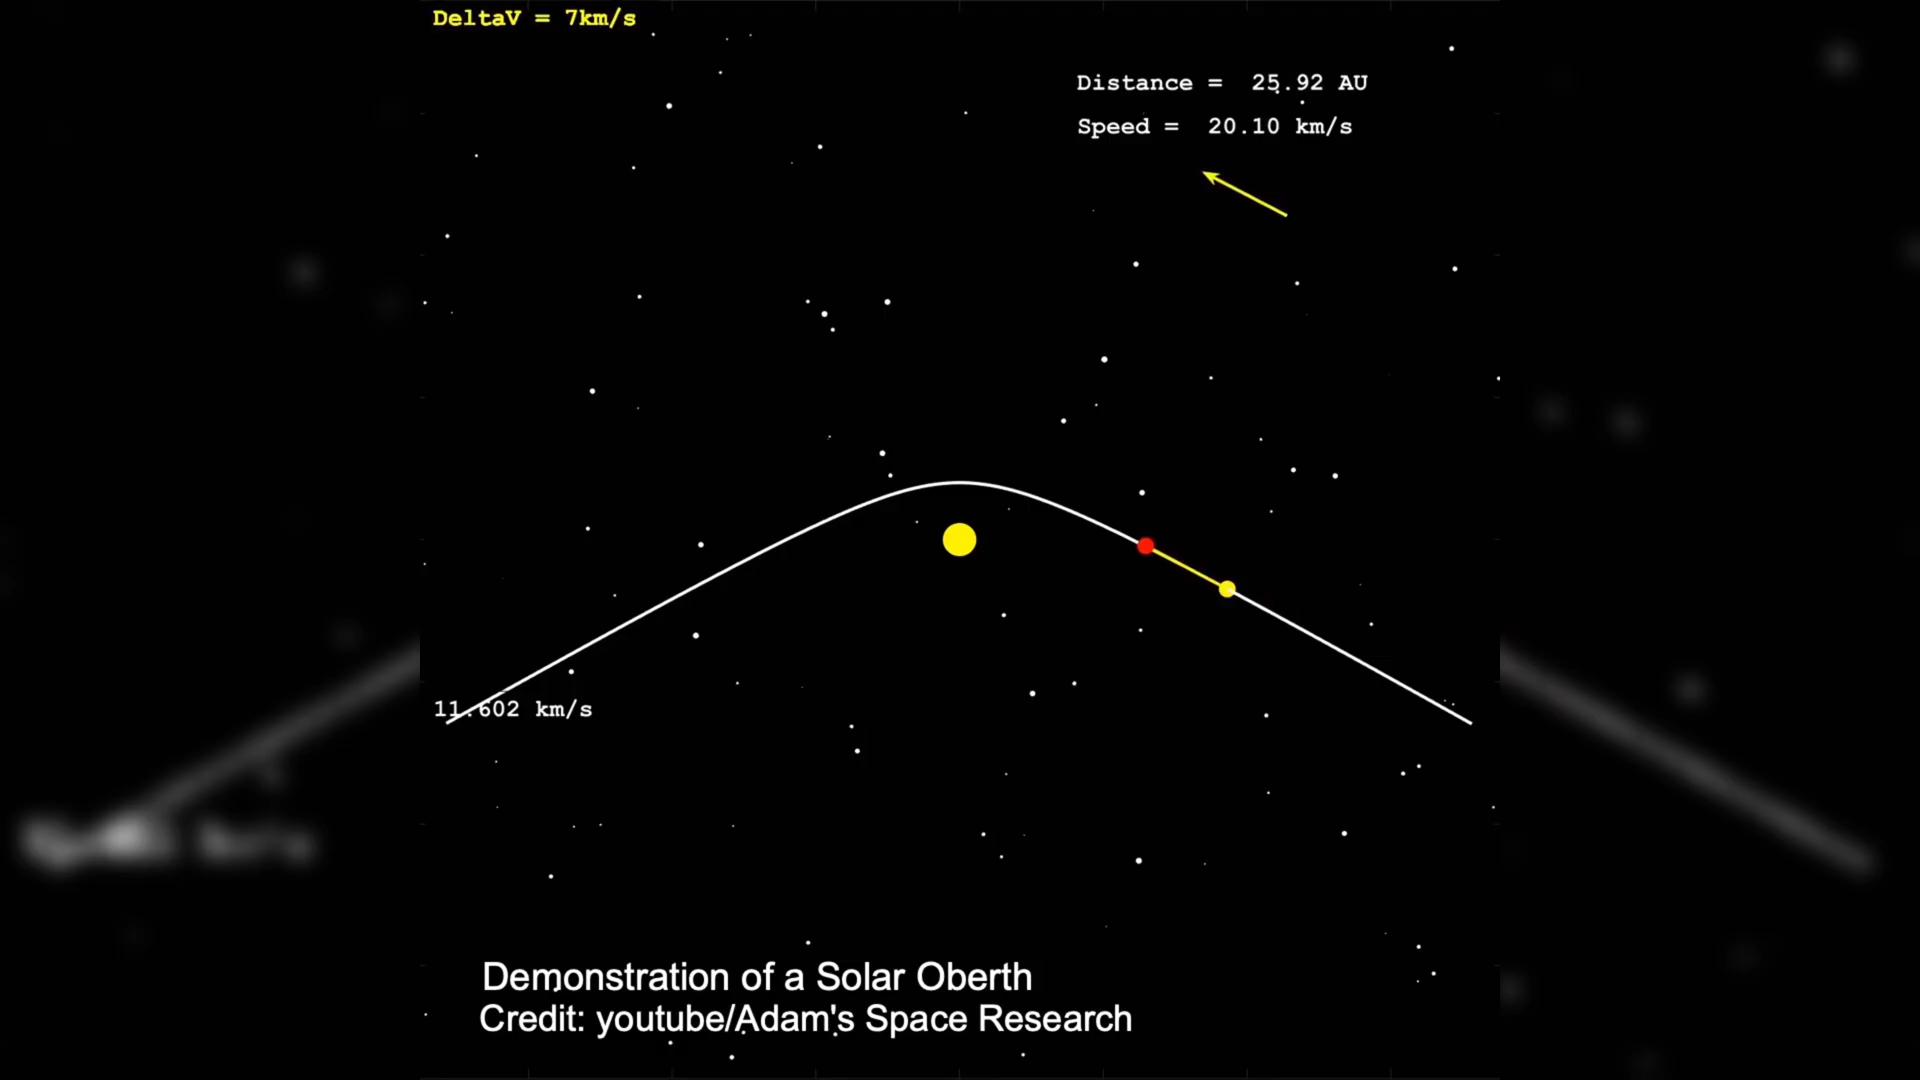 DeltaV = 7km/s
Distance = 25.92 AU
Speed = 20.10 km/s
11.602 km/s
Demonstration of a Solar Oberth
Credit: youtube/Adam's Space Research